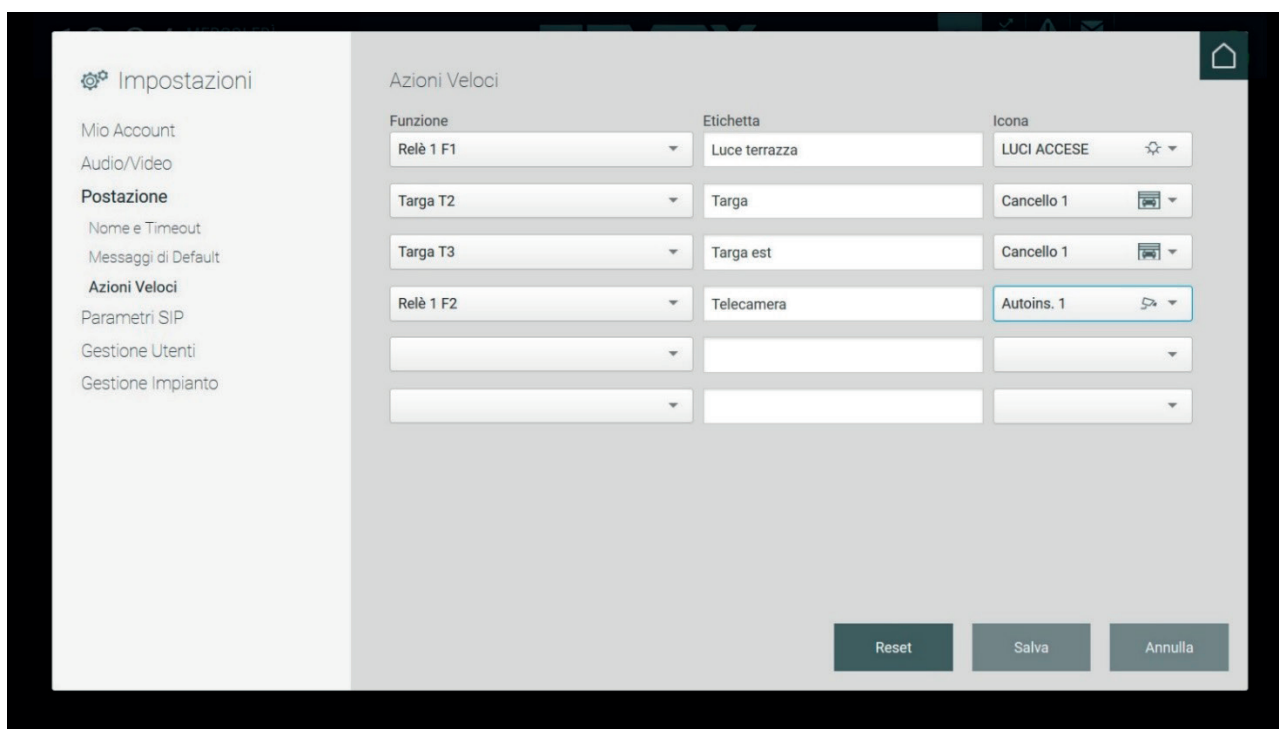 Impostazioni
Mio Account
Audio/Video
Postazione
Nome e Timeout
Messaggi di Default
Azioni Veloci
Parametri SIP
Gestione Utenti
Gestione Impianto
Azioni Veloci
Funzione Etichetta Icona
Relè 1 F1 Luce terrazza LUCI ACCESE
Targa T2 Targa Cancello 1
Targa T3 Targa est Cancello 1
Relè 1 F2 Telecamera Autoins. 1
Reset Salva Annulla